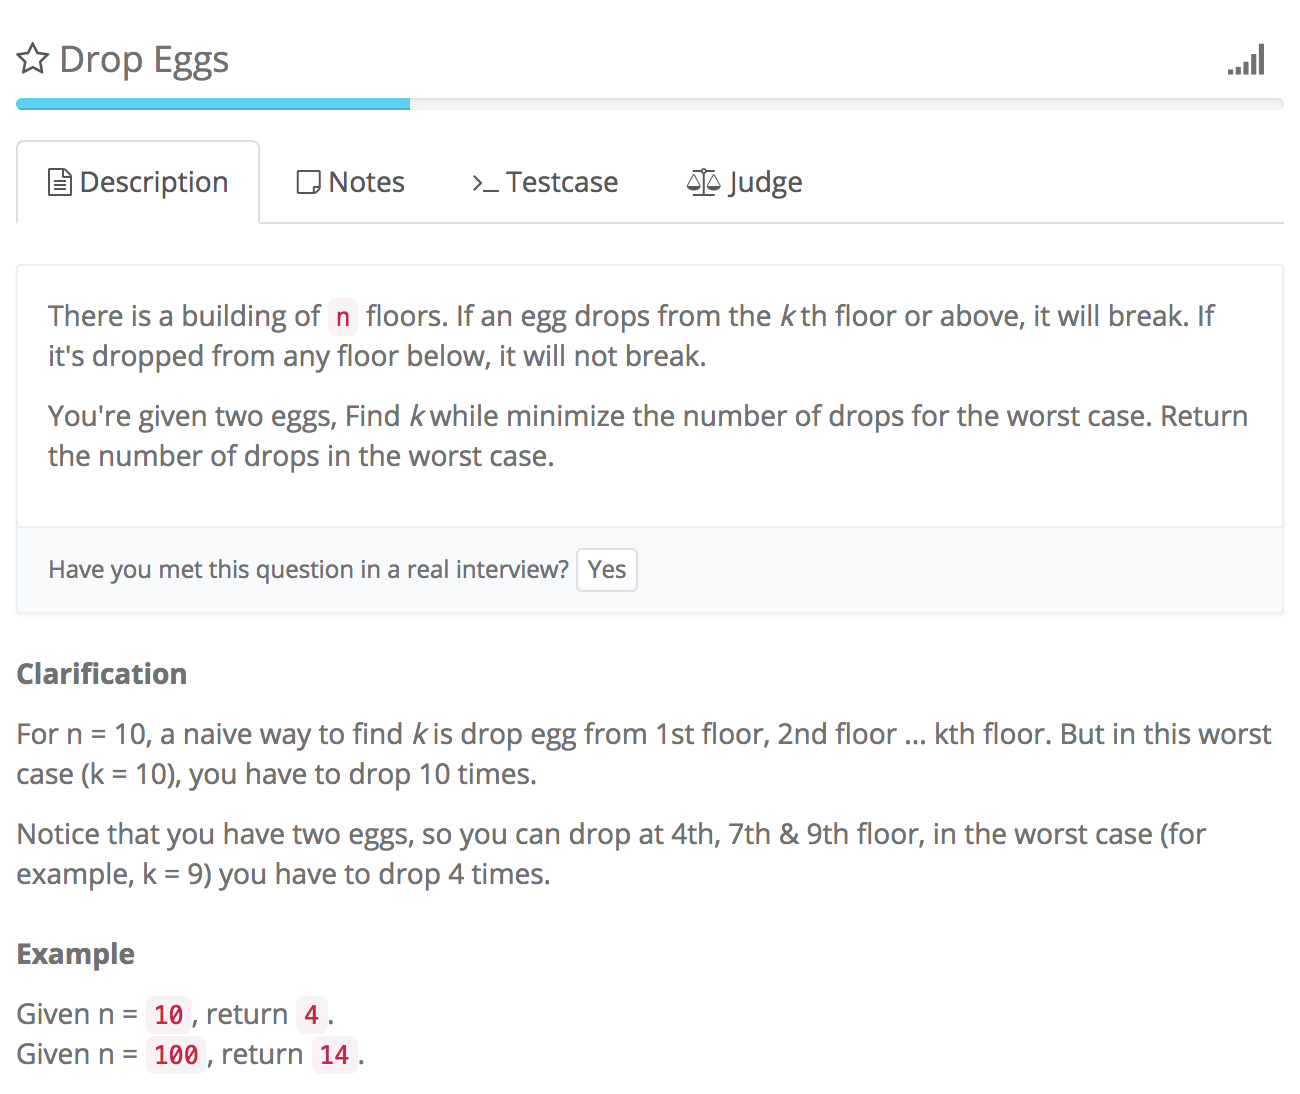 Drop Eggs
Description Notes >_ Testcase Judge
There is a building of n floors. If an egg drops from the k th floor or above, it will break. If
it's dropped from any floor below, it will not break.
You're given two eggs, Find k while minimize the number of drops for the worst case. Return
the number of drops in the worst case.
Have you met this question in a real interview? Yes
Clarification
For n = 10, a naive way to find k is drop egg from 1st floor, 2nd floor ... kth floor. But in this worst
case (k = 10), you have to drop 10 times.
Notice that you have two eggs, so you can drop at 4th, 7th & 9th floor, in the worst case (for
example, k = 9) you have to drop 4 times.
Example
Given n = 10, return 4.
Given n = 100, return 14.